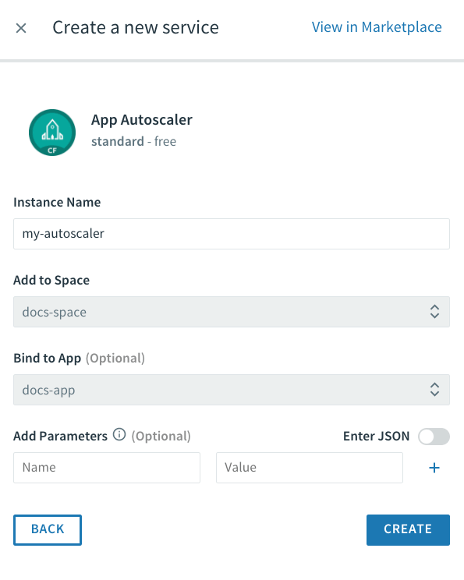 × Create a new service View in Marketplace
App Autoscaler
standard - free
CF
Instance Name
my-autoscaler
Add to Space
docs-space
Bind to App (Optional)
docs-app
Add Parameters (Optional) Enter JSON
Name Value +
BACK CREATE